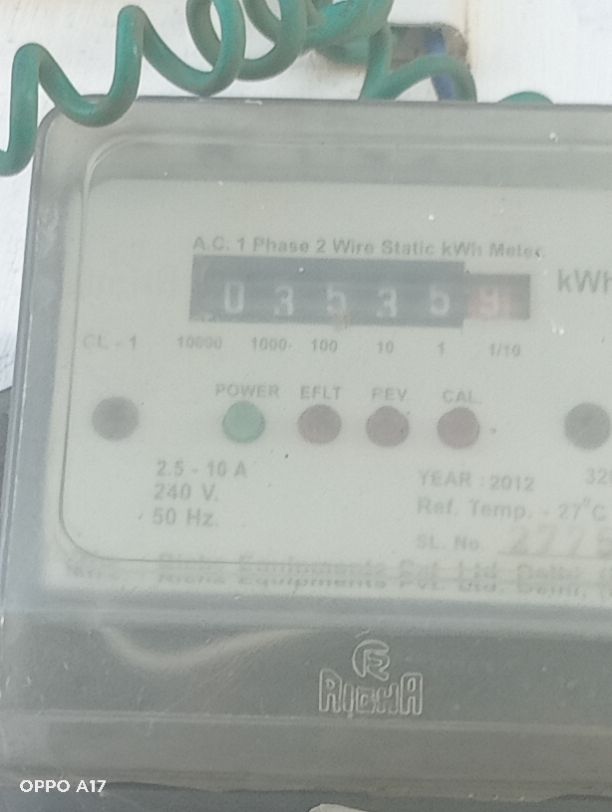 A.C. 1 Phase 2 Wire Static kWh Meter
kWh
0 3 5 3 5 9
CL - 1 10000 1000 100 10 1 1/10
POWER EFLT REV. CAL.
2.5 - 10 A
240 V.
50 Hz.
YEAR : 2012
Ref. Temp. - 27°C
SL. No
Equipments Pvt. Ltd. Delhi.
R
RIGHA
OPPO A17